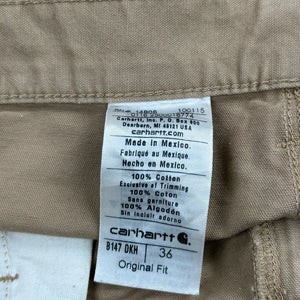 100115
Carhartt, Inc. P.O. Box 600
Dearborn, MI 48121 USA
carhartt.com
Made in Mexico.
Fabriqué au Mexique
Hecho en Mexico.
100% Cotton
Exclusive of Trimming
100% Coton
Sans garniture
100% Algodón
Sin incluir adorno
carhartt
B147 DKH 36
Original Fit